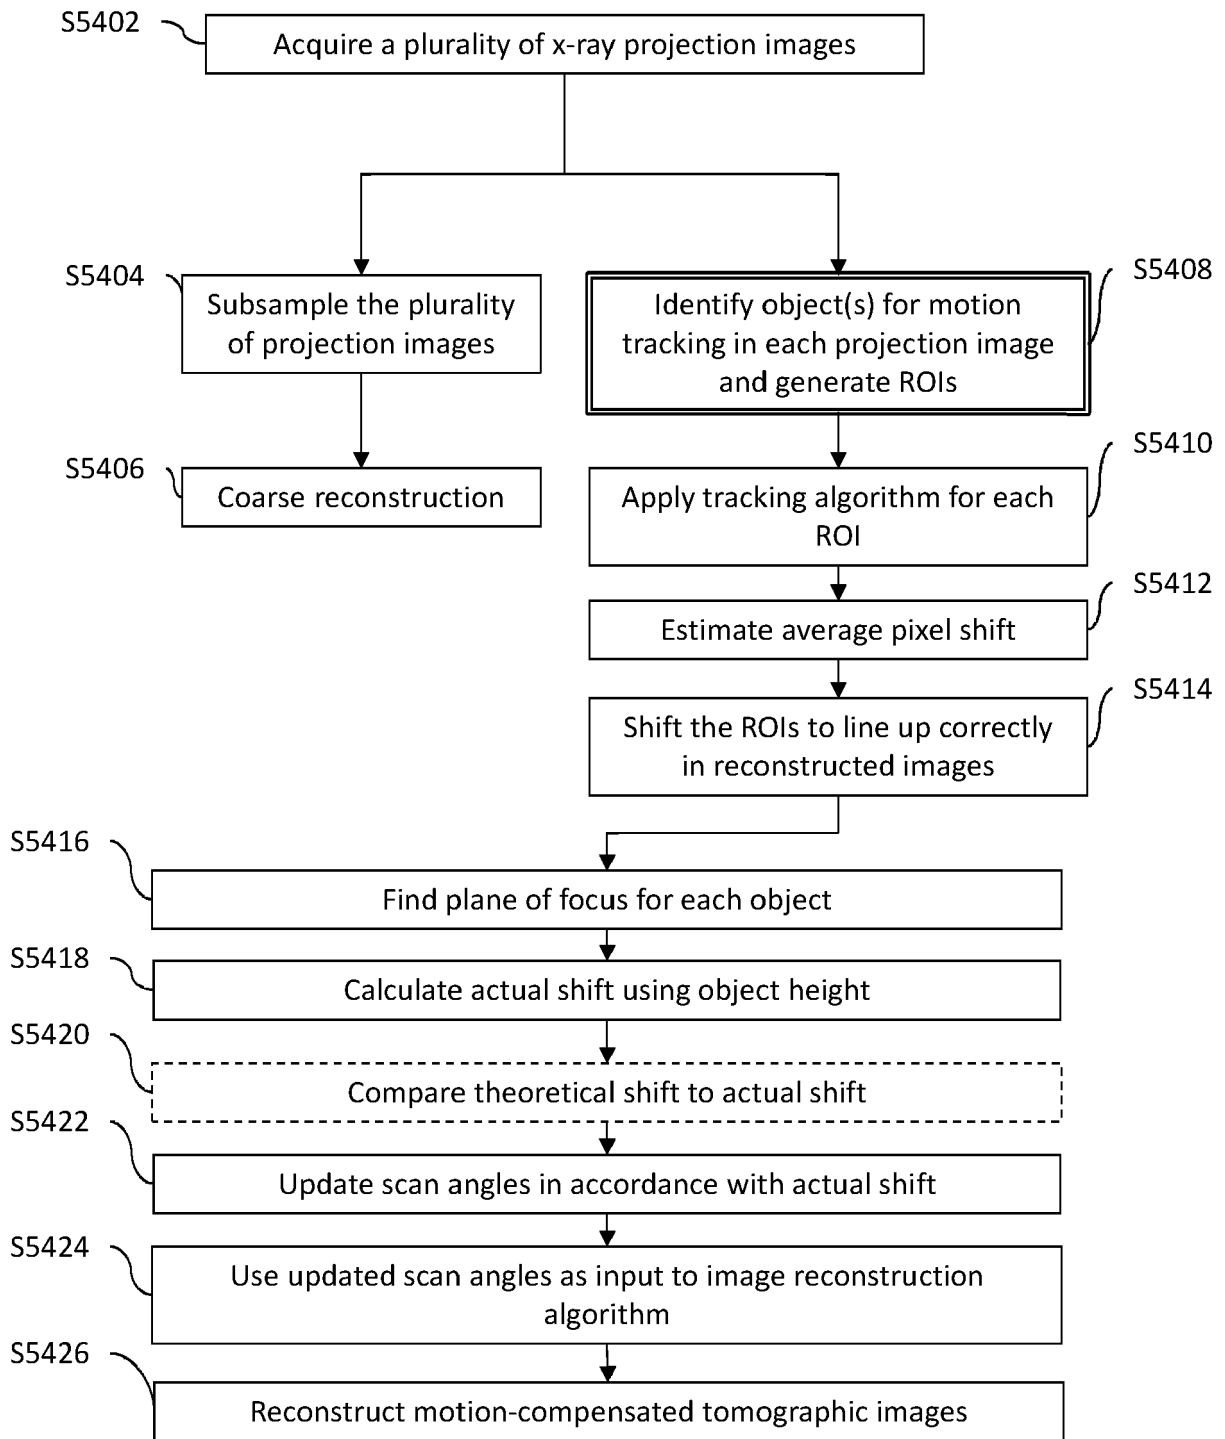 S5402
Acquire a plurality of x-ray projection images
S5404
Subsample the plurality
of projection images
S5406
Coarse reconstruction
S5408
Identify object(s) for motion
tracking in each projection image
and generate ROIs
S5410
Apply tracking algorithm for each
ROI
S5412
Estimate average pixel shift
S5414
Shift the ROIs to line up correctly
in reconstructed images
S5416
Find plane of focus for each object
S5418
Calculate actual shift using object height
S5420
Compare theoretical shift to actual shift
S5422
Update scan angles in accordance with actual shift
S5424
Use updated scan angles as input to image reconstruction
algorithm
S5426
Reconstruct motion-compensated tomographic images